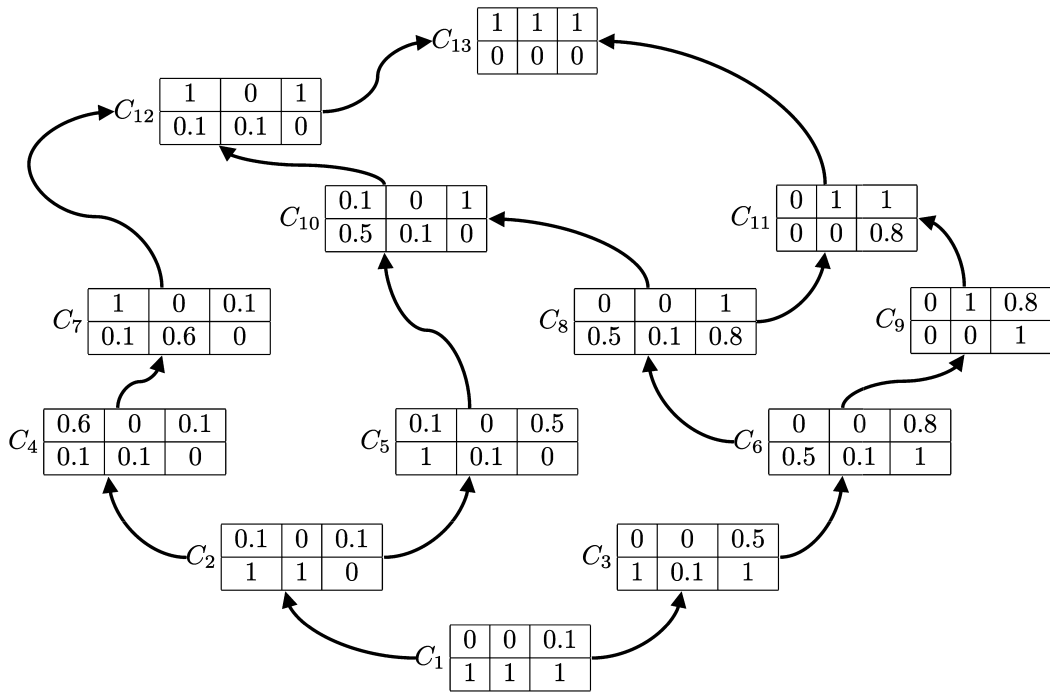 C₁₃ 1 1 1
0 0 0
C₁₂ 1 0 1
0.1 0.1 0
C₁₀ 0.1 0 1
0.5 0.1 0
C₁₁ 0 1 1
0 0 0.8
C₇ 1 0 0.1
0.1 0.6 0
C₈ 0 0 1
0.5 0.1 0.8
C₉ 0 1 0.8
0 0 1
C₄ 0.6 0 0.1
0.1 0.1 0
C₅ 0.1 0 0.5
1 0.1 0
C₆ 0 0 0.8
0.5 0.1 1
C₂ 0.1 0 0.1
1 1 0
C₃ 0 0 0.5
1 0.1 1
C₁ 0 0 0.1
1 1 1